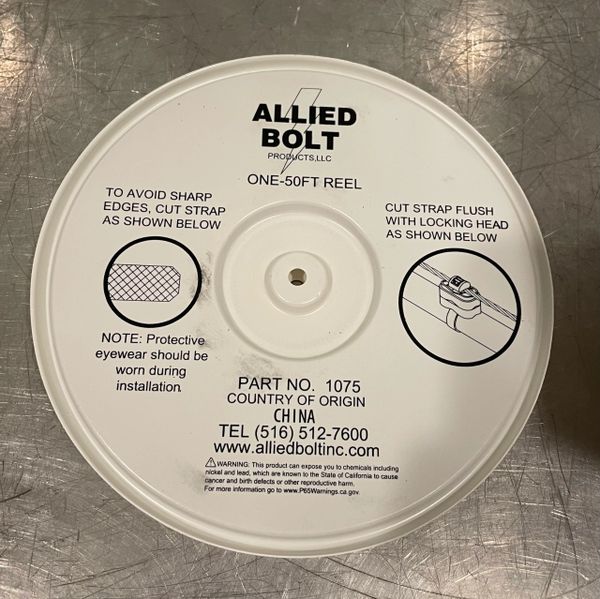 ALLIED
BOLT
PRODUCTS,LLC
ONE-50FT REEL
TO AVOID SHARP
EDGES, CUT STRAP
AS SHOWN BELOW
CUT STRAP FLUSH
WITH LOCKING HEAD
AS SHOWN BELOW
NOTE: Protective
eyewear should be
worn during
installation.
PART NO. 1075
COUNTRY OF ORIGIN
CHINA
TEL (516) 512-7600
www.alliedboltinc.com
⚠WARNING: This product can expose you to chemicals including
nickel and lead, which are known to the State of California to cause
cancer and birth defects or other reproductive harm.
For more information go to www.P65Warnings.ca.gov.